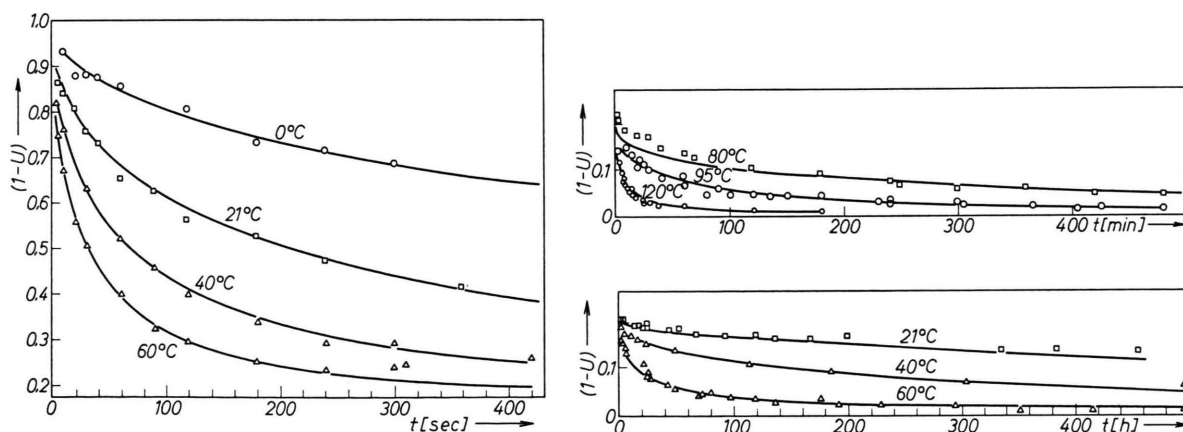 1.0
0.9
0.8
0.7
0.6
0.5
0.4
0.3
0.2
(1-U)
0°C
21°C
40°C
60°C
0 100 200 300 400
t[sec]
(1-U)
0.1
0
80°C
95°C
120°C
0 100 200 300 400 t[min]
(1-U)
0.1
0
21°C
40°C
60°C
0 100 200 300 400 t[h]